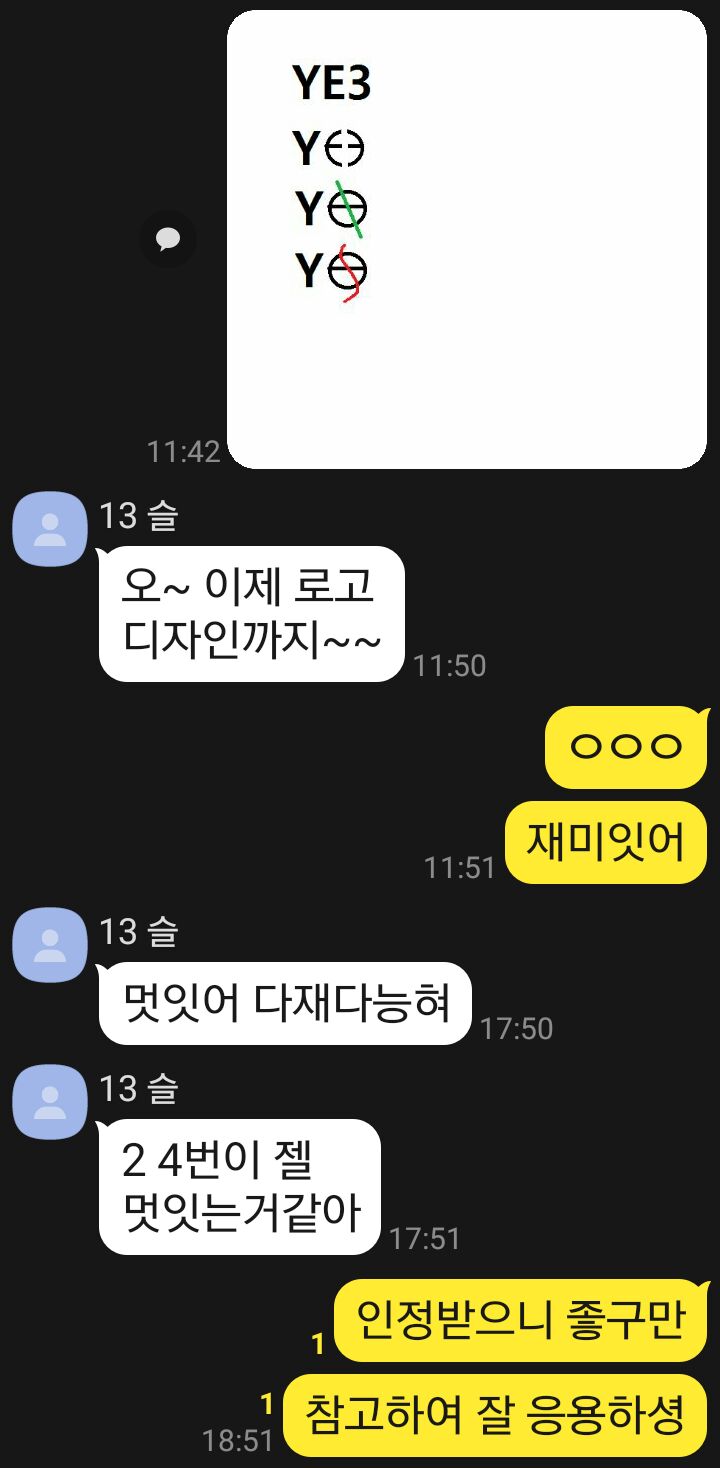 YE3
Y
Y
Y
11:42
13 슬
오~ 이제 로고
디자인까지~~
11:50
ㅇㅇㅇ
재미잇어
11:51
13 슬
멋잇어 다재다능혀
17:50
13 슬
2 4번이 젤
멋잇는거같아
17:51
인정받으니 좋구만
1
참고하여 잘 응용하셩
1
18:51